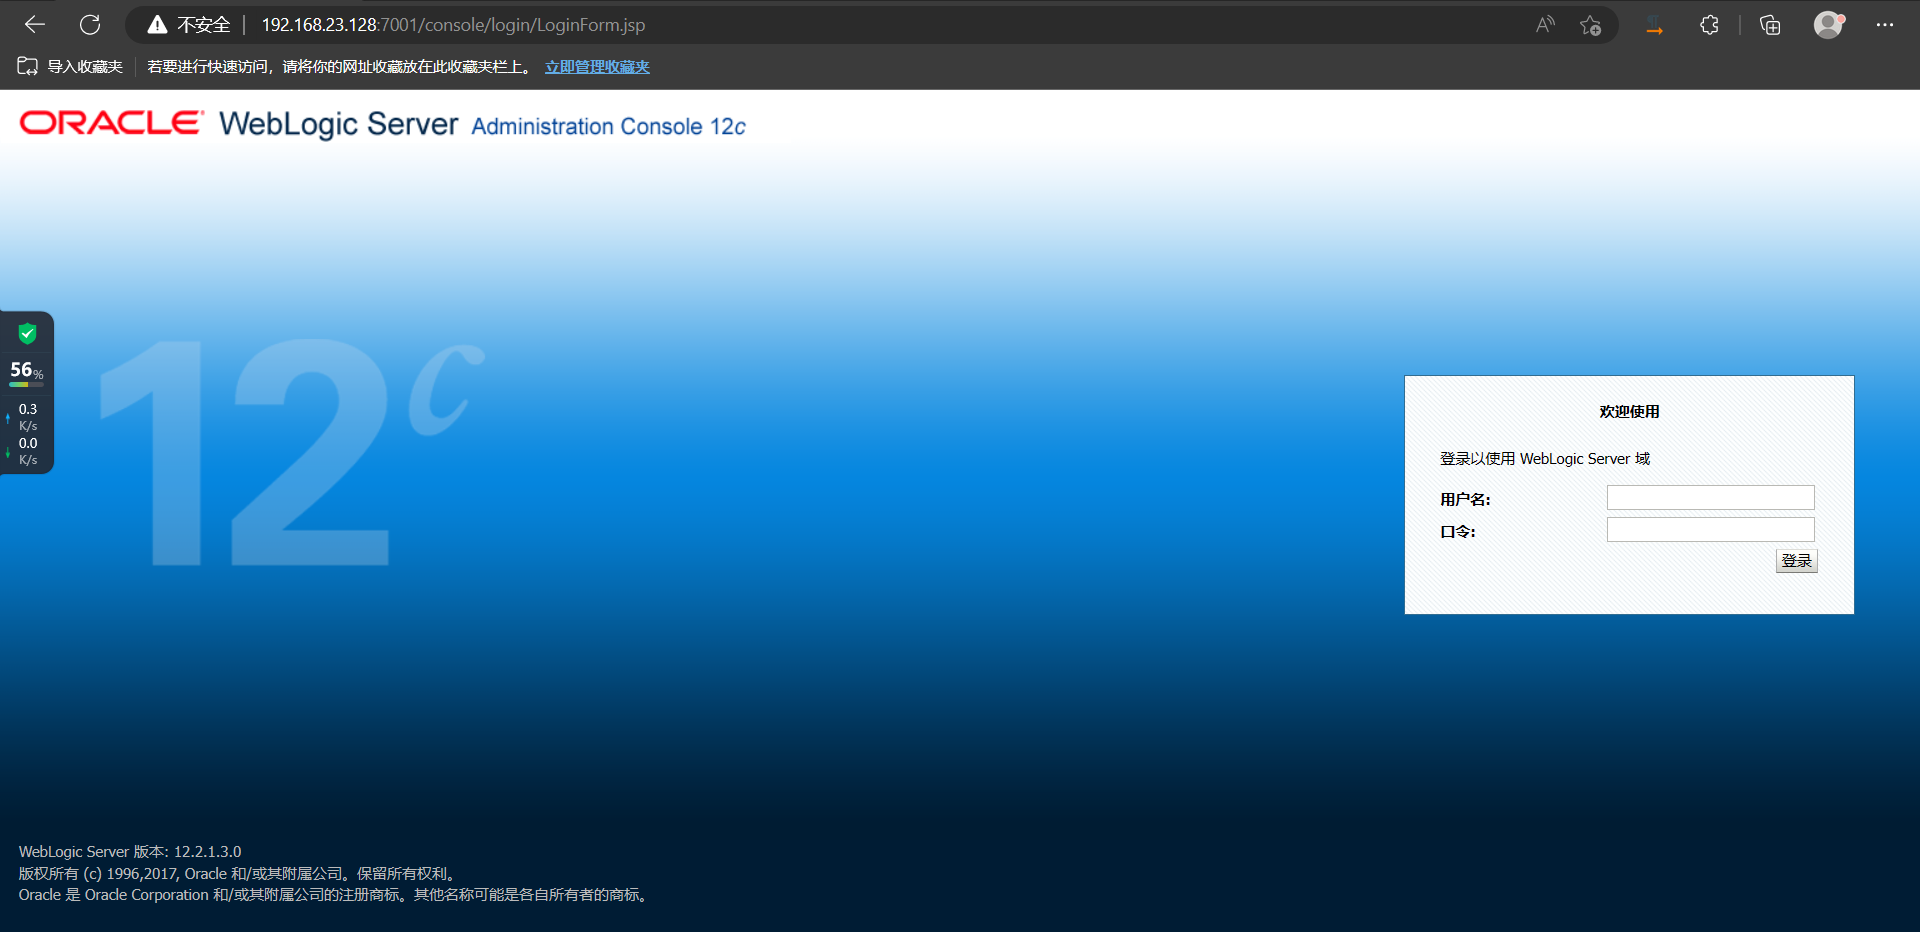 不安全 | 192.168.23.128:7001/console/login/LoginForm.jsp
导入收藏夹 若要进行快速访问，请将你的网址收藏放在此收藏夹栏上。 立即管理收藏夹
ORACLE WebLogic Server Administration Console 12c
56%
0.3
K/s
0.0
K/s
12c
欢迎使用
登录以使用 WebLogic Server 域
用户名:
口令:
登录
WebLogic Server 版本: 12.2.1.3.0
版权所有 (c) 1996,2017, Oracle 和/或其附属公司。保留所有权利。
Oracle 是 Oracle Corporation 和/或其附属公司的注册商标。其他名称可能是各自所有者的商标。